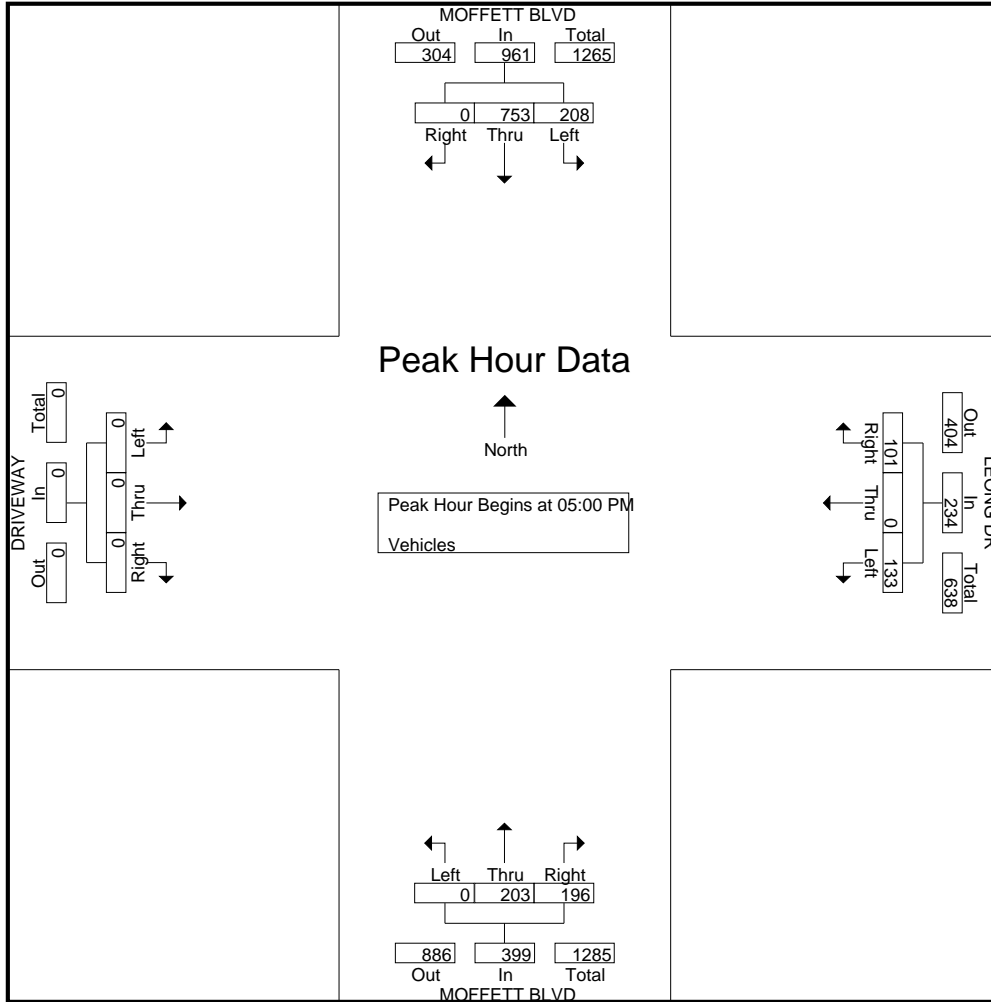 MOFFETT BLVD
Out In Total
304 961 1265
0 753 208
Right Thru Left
Peak Hour Data
North
Peak Hour Begins at 05:00 PM
Vehicles
DRIVEWAY
Out In Total
0 0 0
0 0 0
Right Thru Left
LEONG DR
Out In Total
404 234 638
101 0 133
Right Thru Left
Left Thru Right
0 203 196
886 399 1285
Out In Total
MOFFETT BLVD